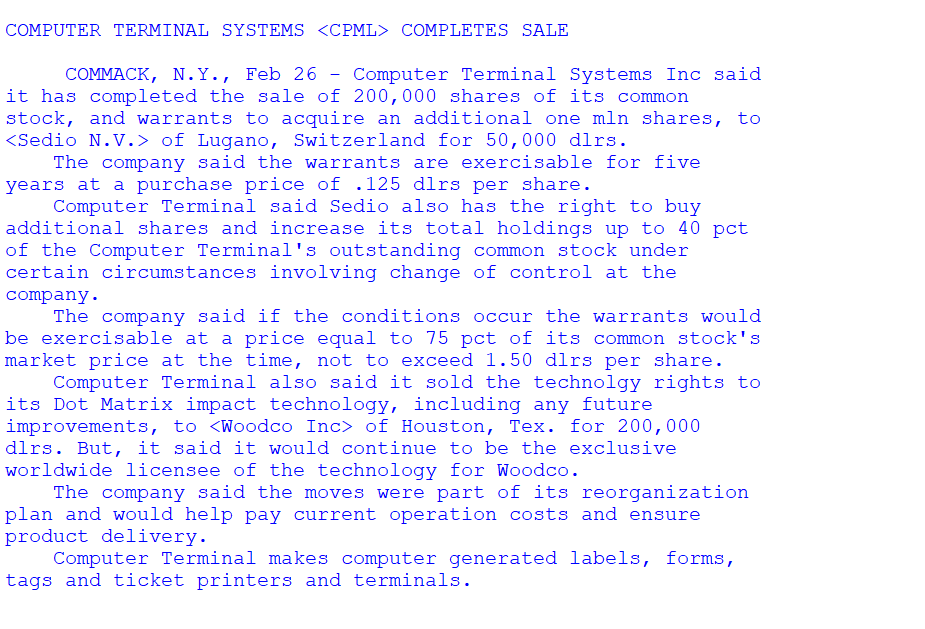 COMPUTER TERMINAL SYSTEMS <CPML> COMPLETES SALE
COMMACK, N.Y., Feb 26 - Computer Terminal Systems Inc said
it has completed the sale of 200,000 shares of its common
stock, and warrants to acquire an additional one mln shares, to
<Sedio N.V.> of Lugano, Switzerland for 50,000 dlrs.
The company said the warrants are exercisable for five
years at a purchase price of .125 dlrs per share.
Computer Terminal said Sedio also has the right to buy
additional shares and increase its total holdings up to 40 pct
of the Computer Terminal's outstanding common stock under
certain circumstances involving change of control at the
company.
The company said if the conditions occur the warrants would
be exercisable at a price equal to 75 pct of its common stock's
market price at the time, not to exceed 1.50 dlrs per share.
Computer Terminal also said it sold the technolgy rights to
its Dot Matrix impact technology, including any future
improvements, to <Woodco Inc> of Houston, Tex. for 200,000
dlrs. But, it said it would continue to be the exclusive
worldwide licensee of the technology for Woodco.
The company said the moves were part of its reorganization
plan and would help pay current operation costs and ensure
product delivery.
Computer Terminal makes computer generated labels, forms,
tags and ticket printers and terminals.